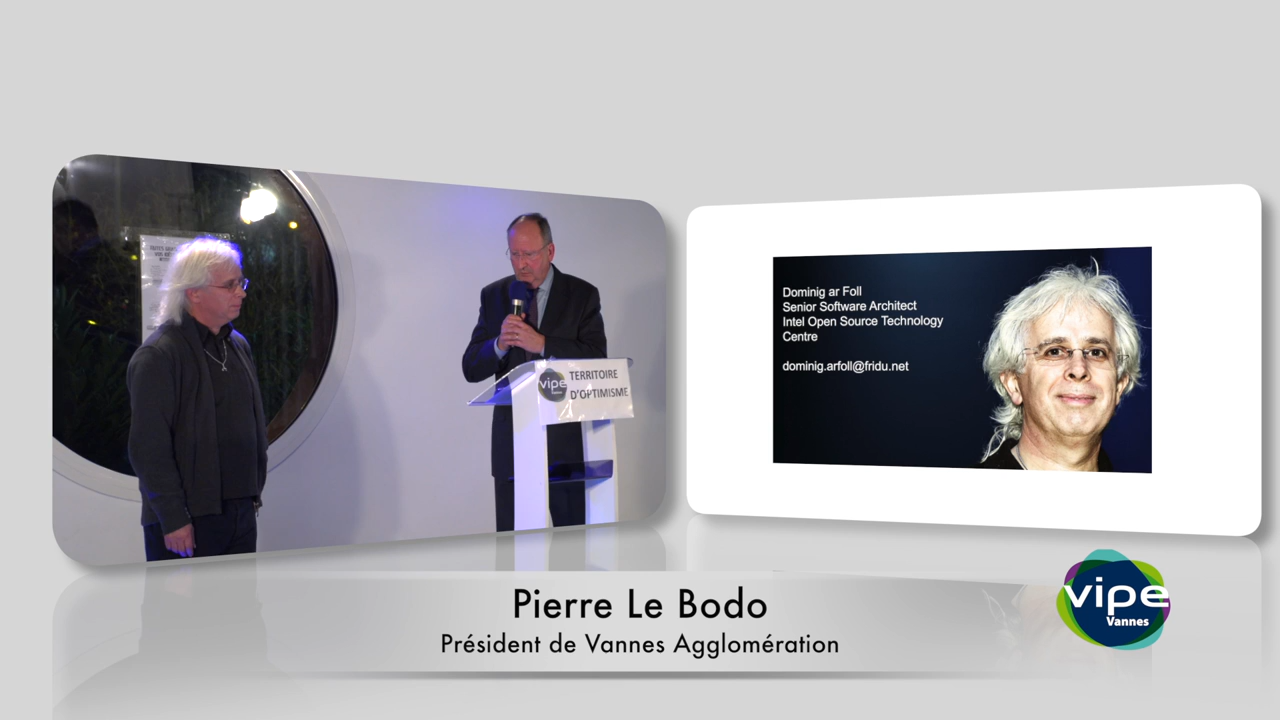 vipe
TERRITOIRE
D'OPTIMISME
Dominig ar Foll
Senior Software Architect
Intel Open Source Technology
Centre
dominig.arfoll@fridu.net
Pierre Le Bodo
Président de Vannes Agglomération
vipe
Vannes